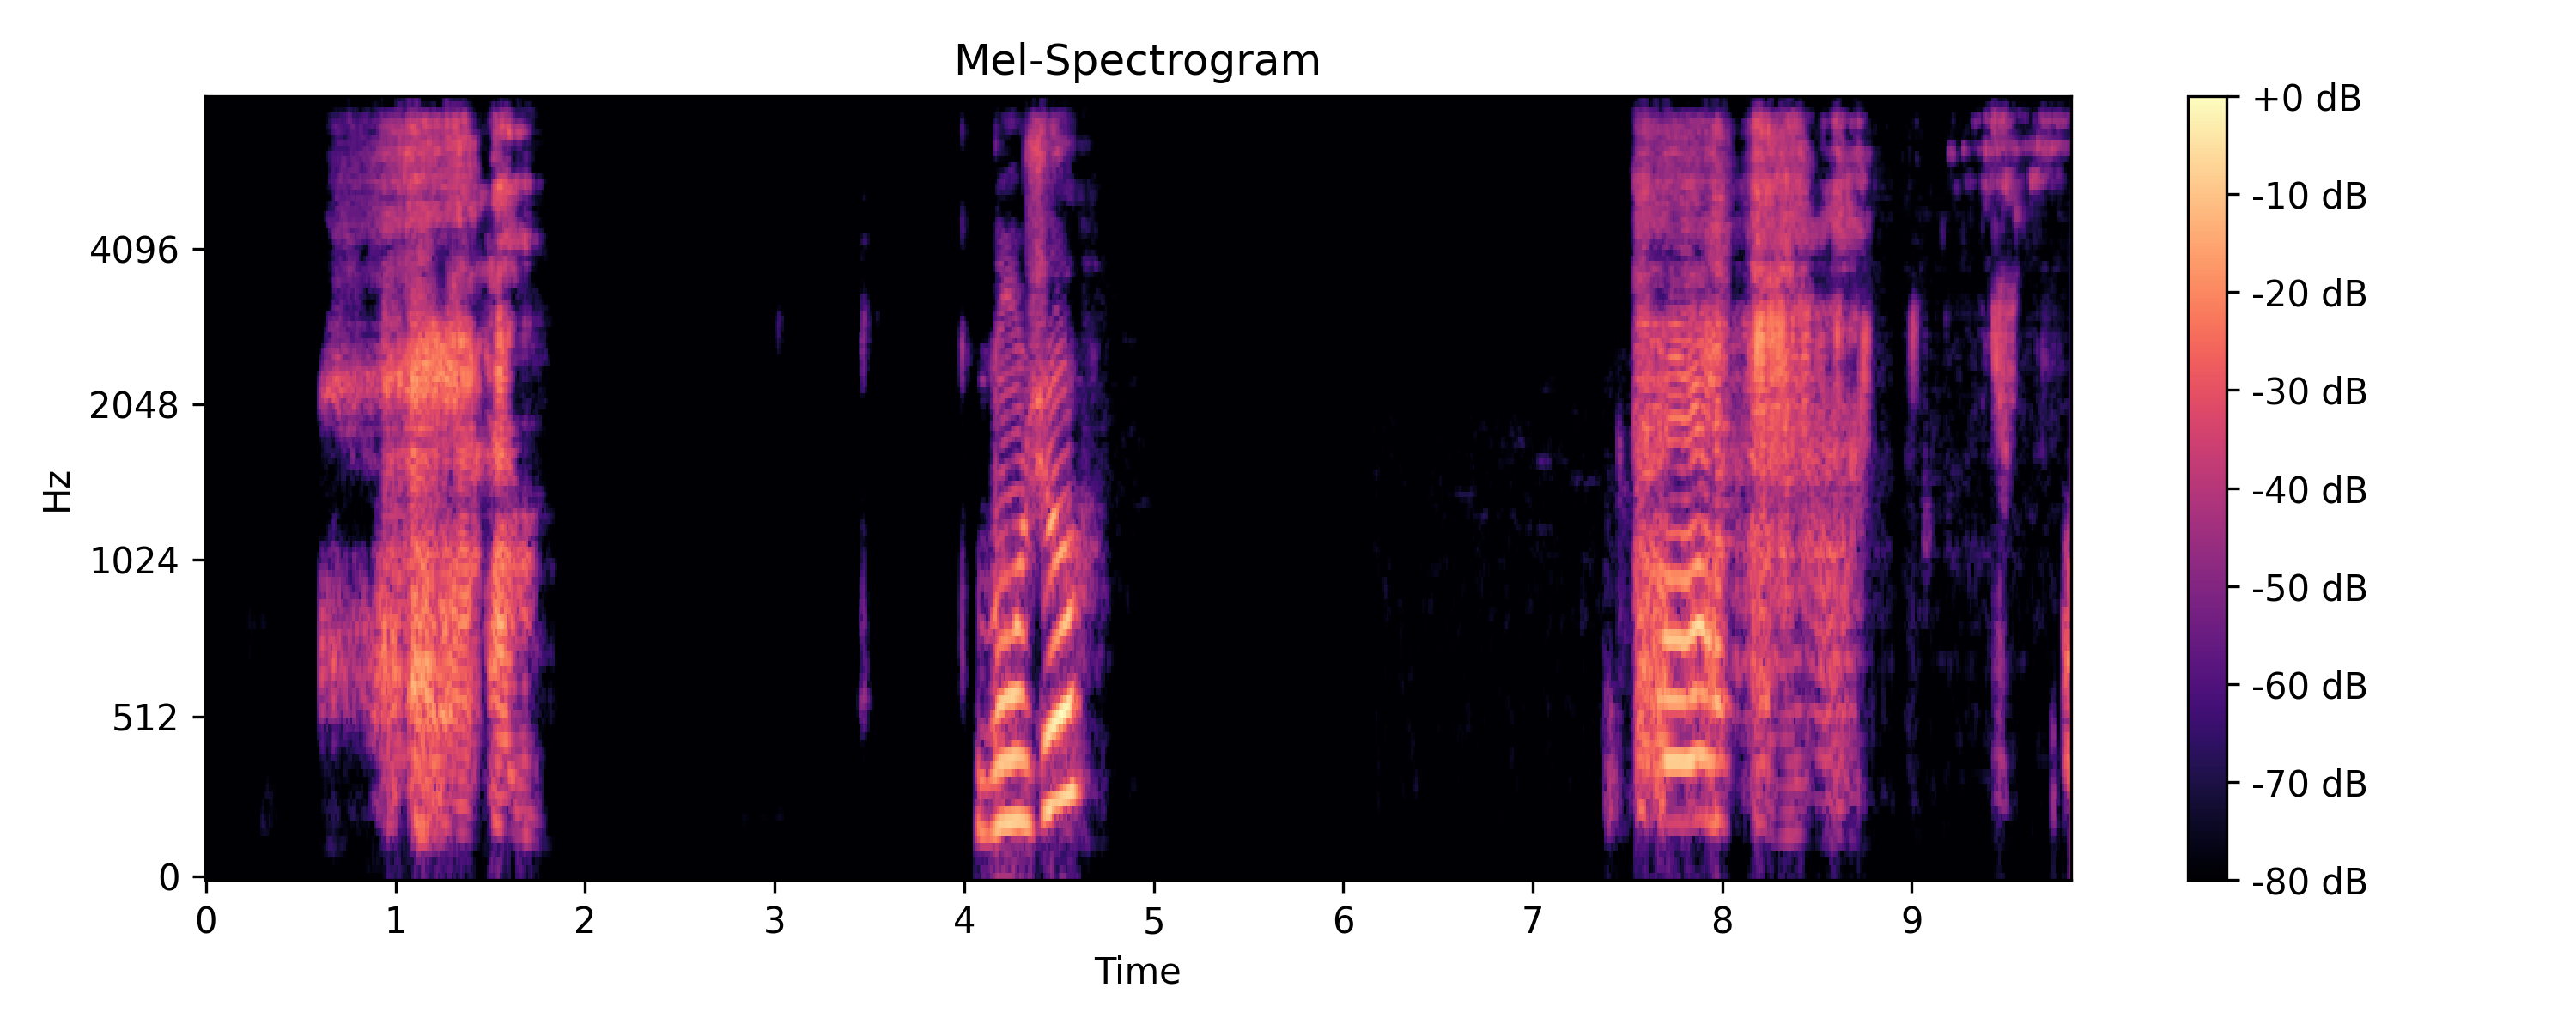 Mel-Spectrogram
+0 dB
-10 dB
-20 dB
-30 dB
-40 dB
-50 dB
-60 dB
-70 dB
-80 dB
Hz
4096
2048
1024
512
0
0 1 2 3 4 5 6 7 8 9
Time